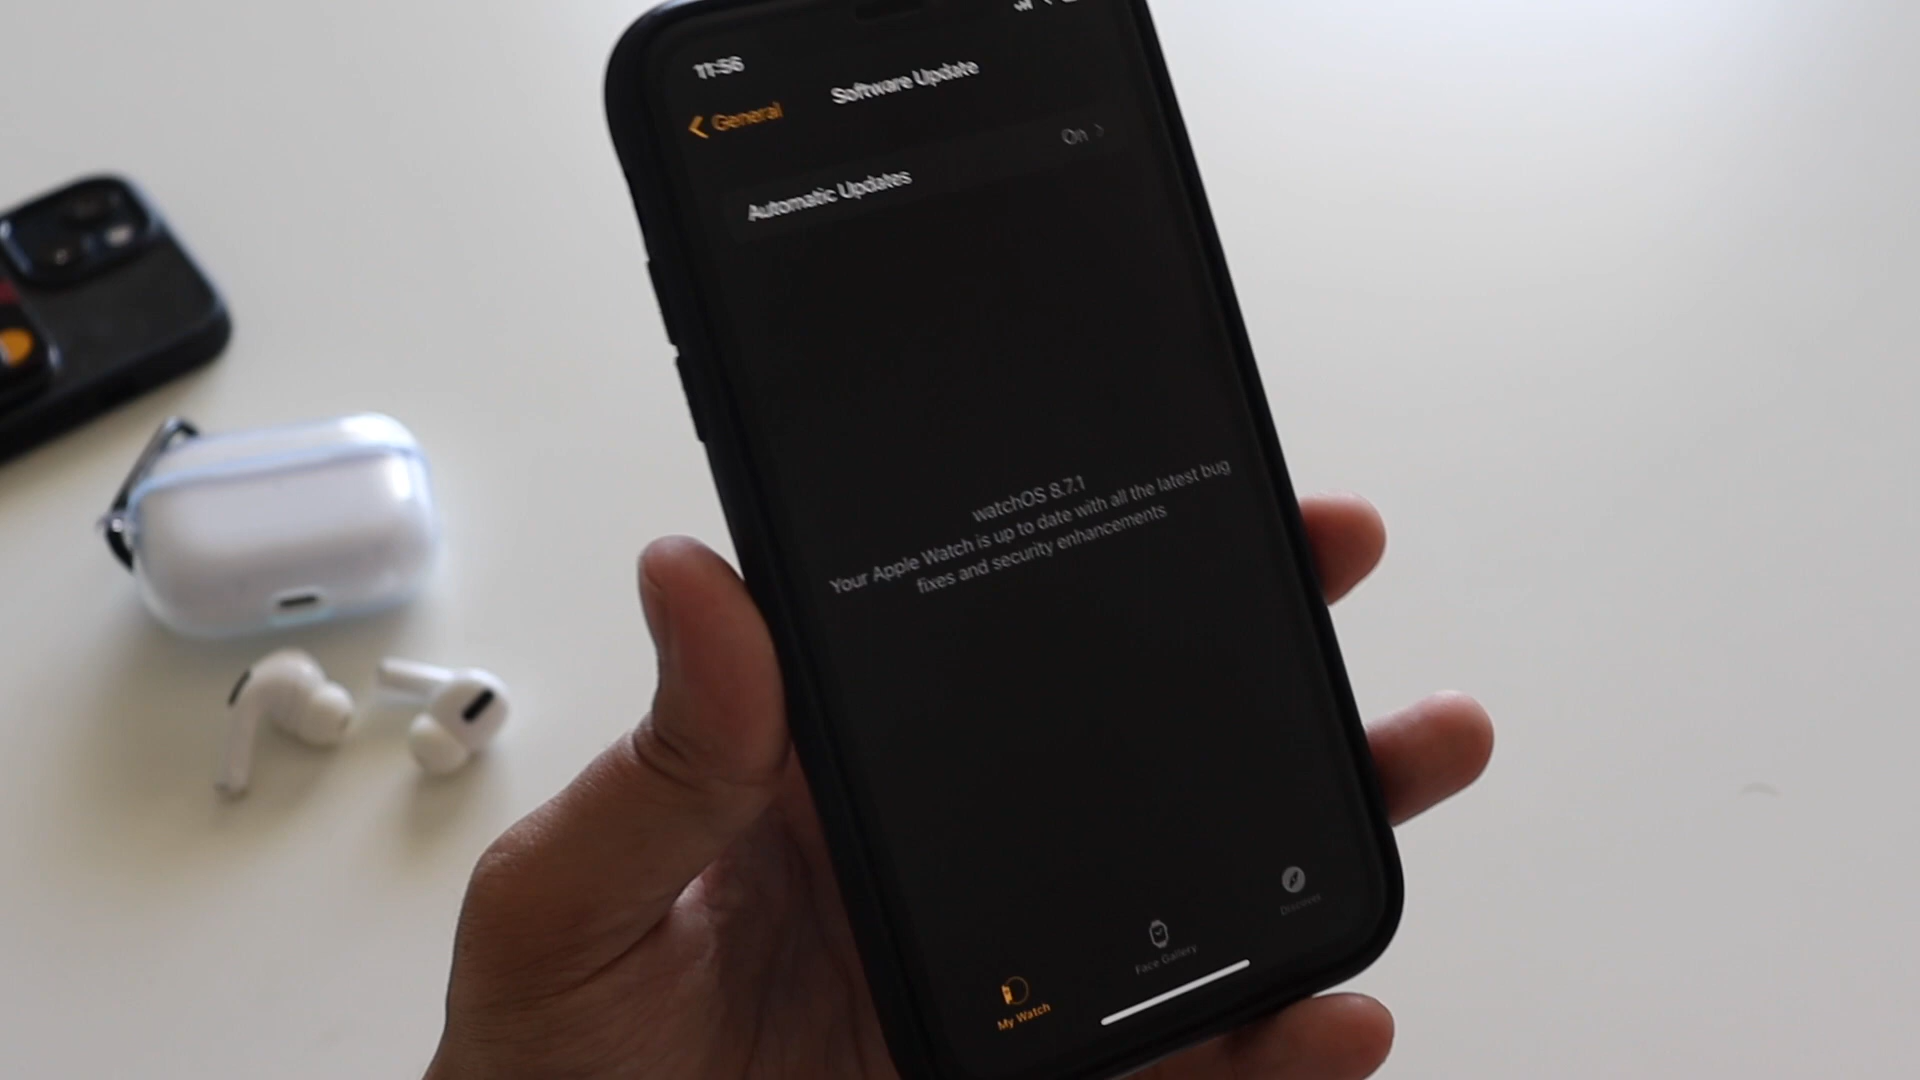 11:56
General
Software Update
Automatic Updates
On
watchOS 8.7.1
Your Apple Watch is up to date with all the latest bug
fixes and security enhancements
My Watch
Face Gallery
Discover